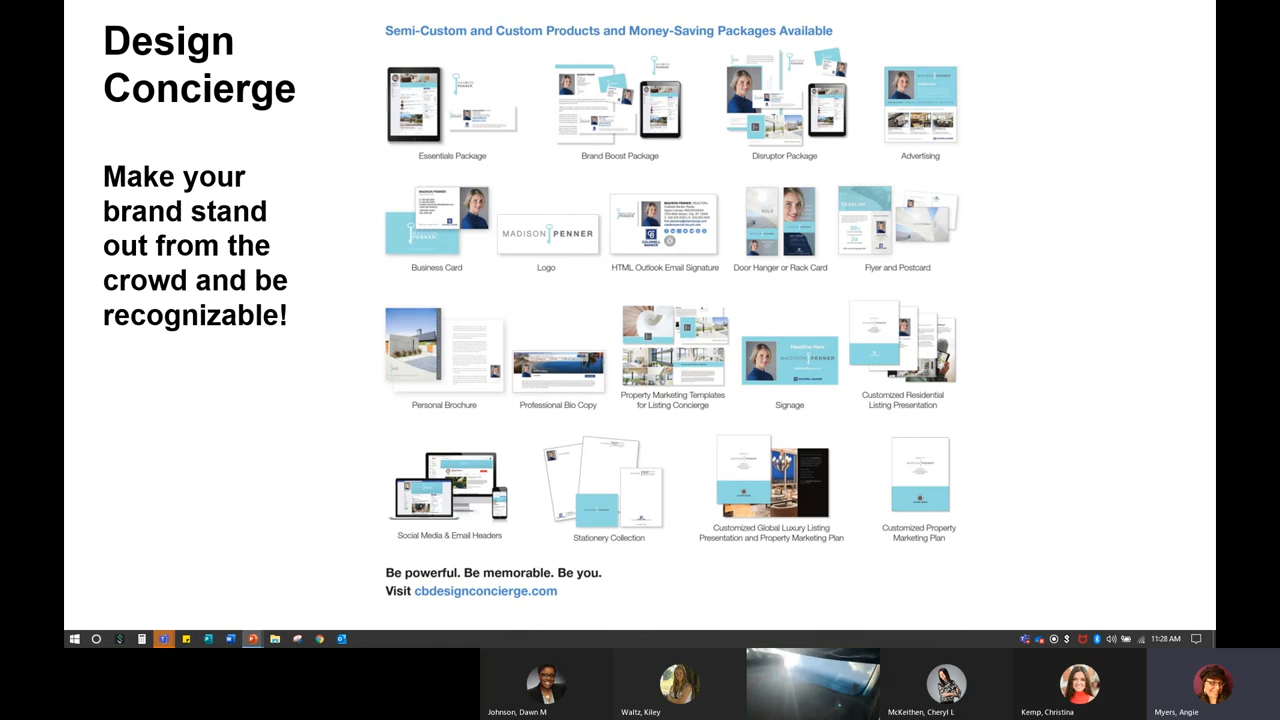 Design
Concierge
Make your
brand stand
out from the
crowd and be
recognizable!
Semi-Custom and Custom Products and Money-Saving Packages Available
Essentials Package
Brand Boost Package
Disruptor Package
Advertising
Business Card
MADISON PENNER
Logo
HTML Outlook Email Signature
Door Hanger or Rack Card
Flyer and Postcard
Personal Brochure
Professional Bio Copy
Property Marketing Templates
for Listing Concierge
Headline Here
MADISON PENNER
Signage
Customized Residential
Listing Presentation
Social Media & Email Headers
Stationery Collection
Customized Global Luxury Listing
Presentation and Property Marketing Plan
Customized Property
Marketing Plan
Be powerful. Be memorable. Be you.
Visit cbdesignconcierge.com
11:28 AM
Johnson, Dawn M
Waltz, Kiley
McKeithen, Cheryl L
Kemp, Christina
Myers, Angie